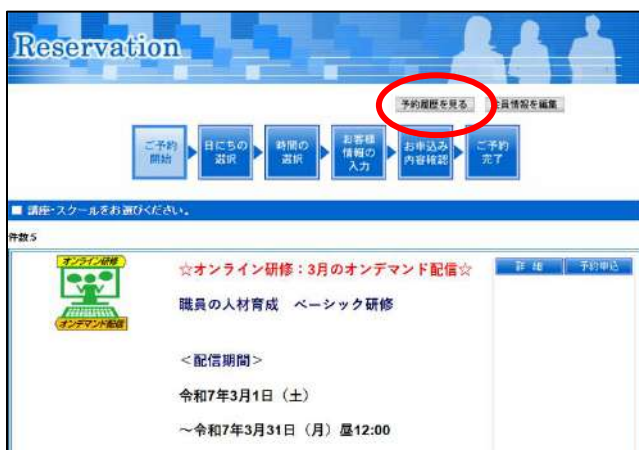 Reservation
予約履歴を見る 会員情報を編集
ご予約
開始
日にちの
選択
時間の
選択
お客様
情報の
入力
お申込み
内容確認
ご予約
完了
■ 講座・スクールをお選びください。
件数5
オンライン研修
オンデマンド配信
☆オンライン研修:3月のオンデマンド配信☆
詳 細 予約申込
職員の人材育成 ベーシック研修
<配信期間>
令和7年3月1日(土)
~令和7年3月31日(月)昼12:00